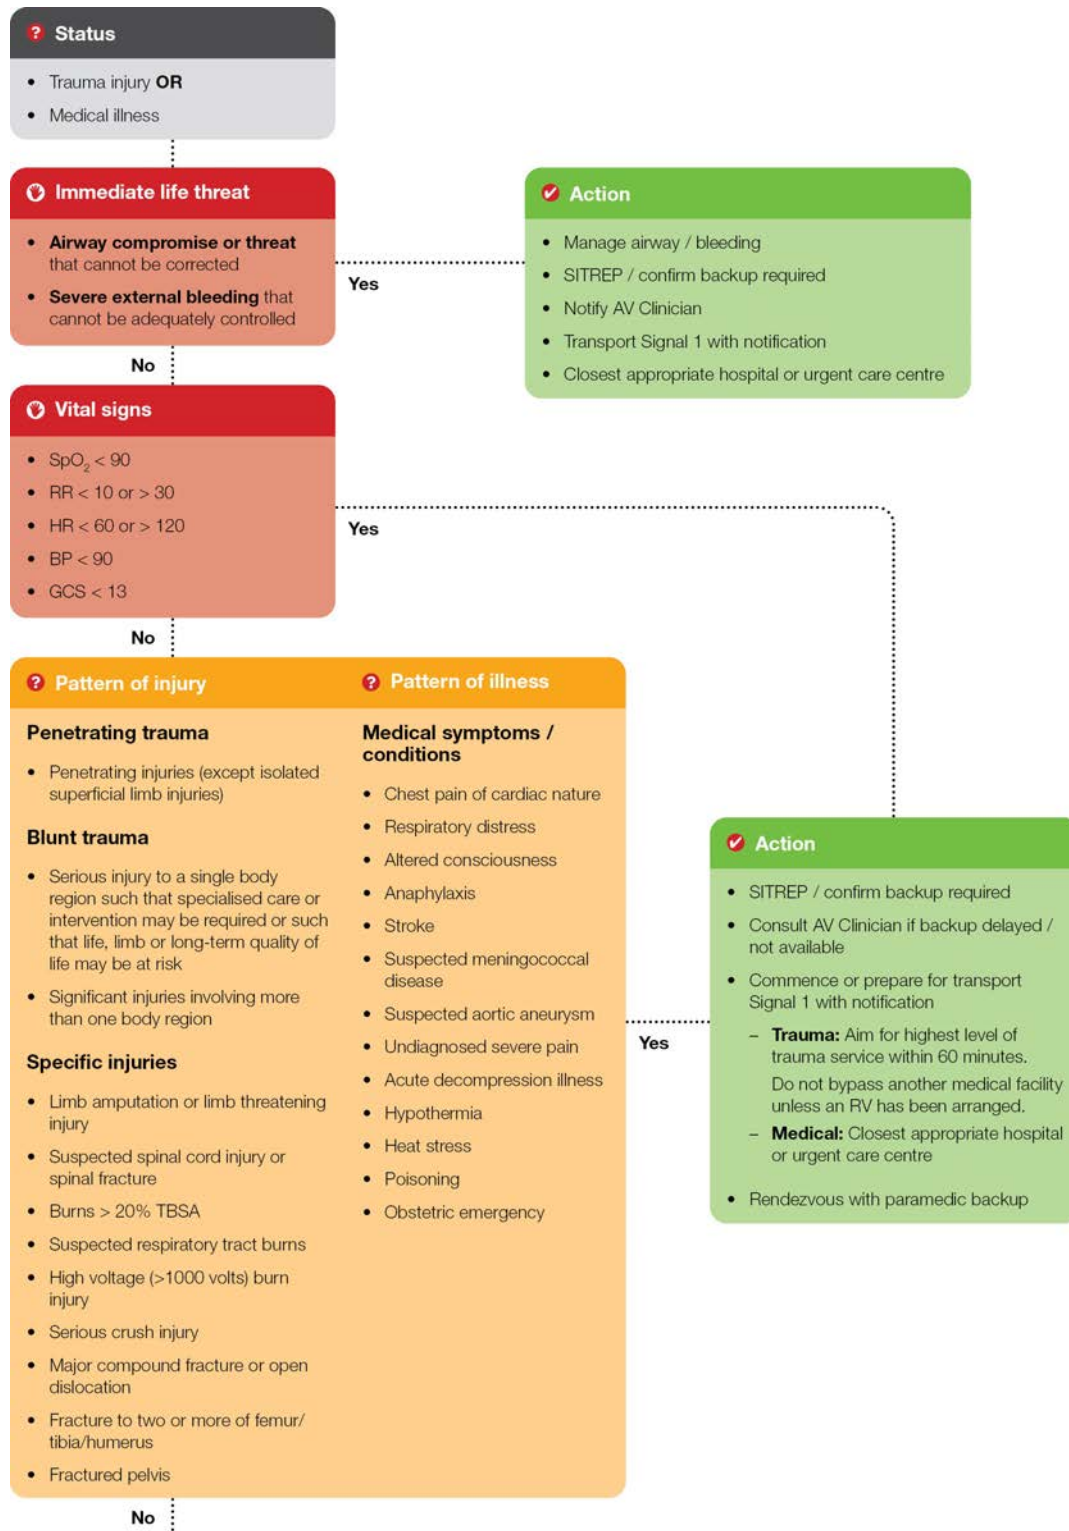 Status
• Trauma injury OR
• Medical illness
Immediate life threat
• Airway compromise or threat
that cannot be corrected
• Severe external bleeding that
cannot be adequately controlled
Yes
Action
• Manage airway / bleeding
• SITREP / confirm backup required
• Notify AV Clinician
• Transport Signal 1 with notification
• Closest appropriate hospital or urgent care centre
No
Vital signs
• SpO₂ < 90
• RR < 10 or > 30
• HR < 60 or > 120
• BP < 90
• GCS < 13
Yes
No
Pattern of injury
Penetrating trauma
• Penetrating injuries (except isolated
superficial limb injuries)
Blunt trauma
• Serious injury to a single body
region such that specialised care or
intervention may be required or such
that life, limb or long-term quality of
life may be at risk
• Significant injuries involving more
than one body region
Specific injuries
• Limb amputation or limb threatening
injury
• Suspected spinal cord injury or
spinal fracture
• Burns > 20% TBSA
• Suspected respiratory tract burns
• High voltage (>1000 volts) burn
injury
• Serious crush injury
• Major compound fracture or open
dislocation
• Fracture to two or more of femur/
tibia/humerus
• Fractured pelvis
Pattern of illness
Medical symptoms /
conditions
• Chest pain of cardiac nature
• Respiratory distress
• Altered consciousness
• Anaphylaxis
• Stroke
• Suspected meningococcal
disease
• Suspected aortic aneurysm
• Undiagnosed severe pain
• Acute decompression illness
• Hypothermia
• Heat stress
• Poisoning
• Obstetric emergency
Yes
Action
• SITREP / confirm backup required
• Consult AV Clinician if backup delayed /
not available
• Commence or prepare for transport
Signal 1 with notification
– Trauma: Aim for highest level of
trauma service within 60 minutes.
Do not bypass another medical facility
unless an RV has been arranged.
– Medical: Closest appropriate hospital
or urgent care centre
• Rendezvous with paramedic backup
No